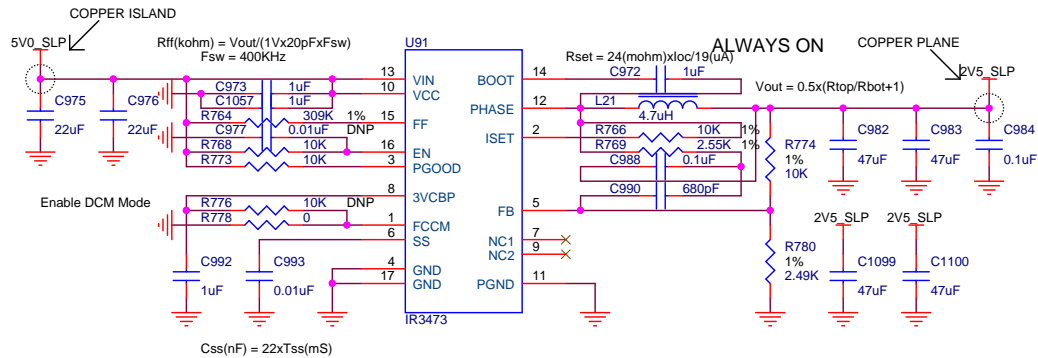 COPPER ISLAND
5V0_SLP
Rff(kohm) = Vout/(1Vx20pFxFsw)
Fsw = 400KHz
U91
ALWAYS ON
Rset = 24(mohm)xIoc/19(uA)
COPPER PLANE
2V5_SLP
Vout = 0.5x(Rtop/Rbot+1)
C975
22uF
C976
22uF
C973
1uF
C1057
1uF
R764
309K
1%
C977
0.01uF
DNP
R768
10K
R773
10K
13
10
15
16
3
8
1
6
4
17
VIN
VCC
FF
EN
PGOOD
3VCBP
FCCM
SS
GND
GND
BOOT
PHASE
ISET
FB
NC1
NC2
PGND
14
12
2
5
7
9
11
C972
1uF
L21
4.7uH
R766
10K
1%
R769
2.55K
1%
C988
0.1uF
C990
680pF
R774
1%
10K
C982
47uF
C983
47uF
C984
0.1uF
Enable DCM Mode
R776
10K
DNP
R778
0
C992
1uF
C993
0.01uF
IR3473
R780
1%
2.49K
2V5_SLP
C1099
47uF
2V5_SLP
C1100
47uF
Css(nF) = 22xTss(mS)